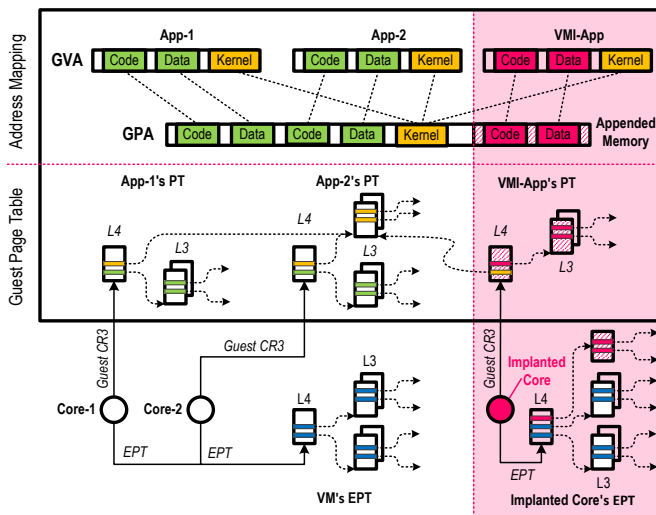 Address Mapping
App-1
App-2
VMI-App
GVA
Code
Data
Kernel
Code
Data
Kernel
Code
Data
Kernel
GPA
Code
Data
Code
Data
Kernel
Code
Data
Appended
Memory
Guest Page Table
App-1's PT
App-2's PT
VMI-App's PT
L4
L3
L4
L3
L4
L3
Guest CR3
Guest CR3
Guest CR3
Core-1
Core-2
Implanted
Core
EPT
EPT
L4
L3
EPT
L4
L3
VM's EPT
Implanted Core's EPT